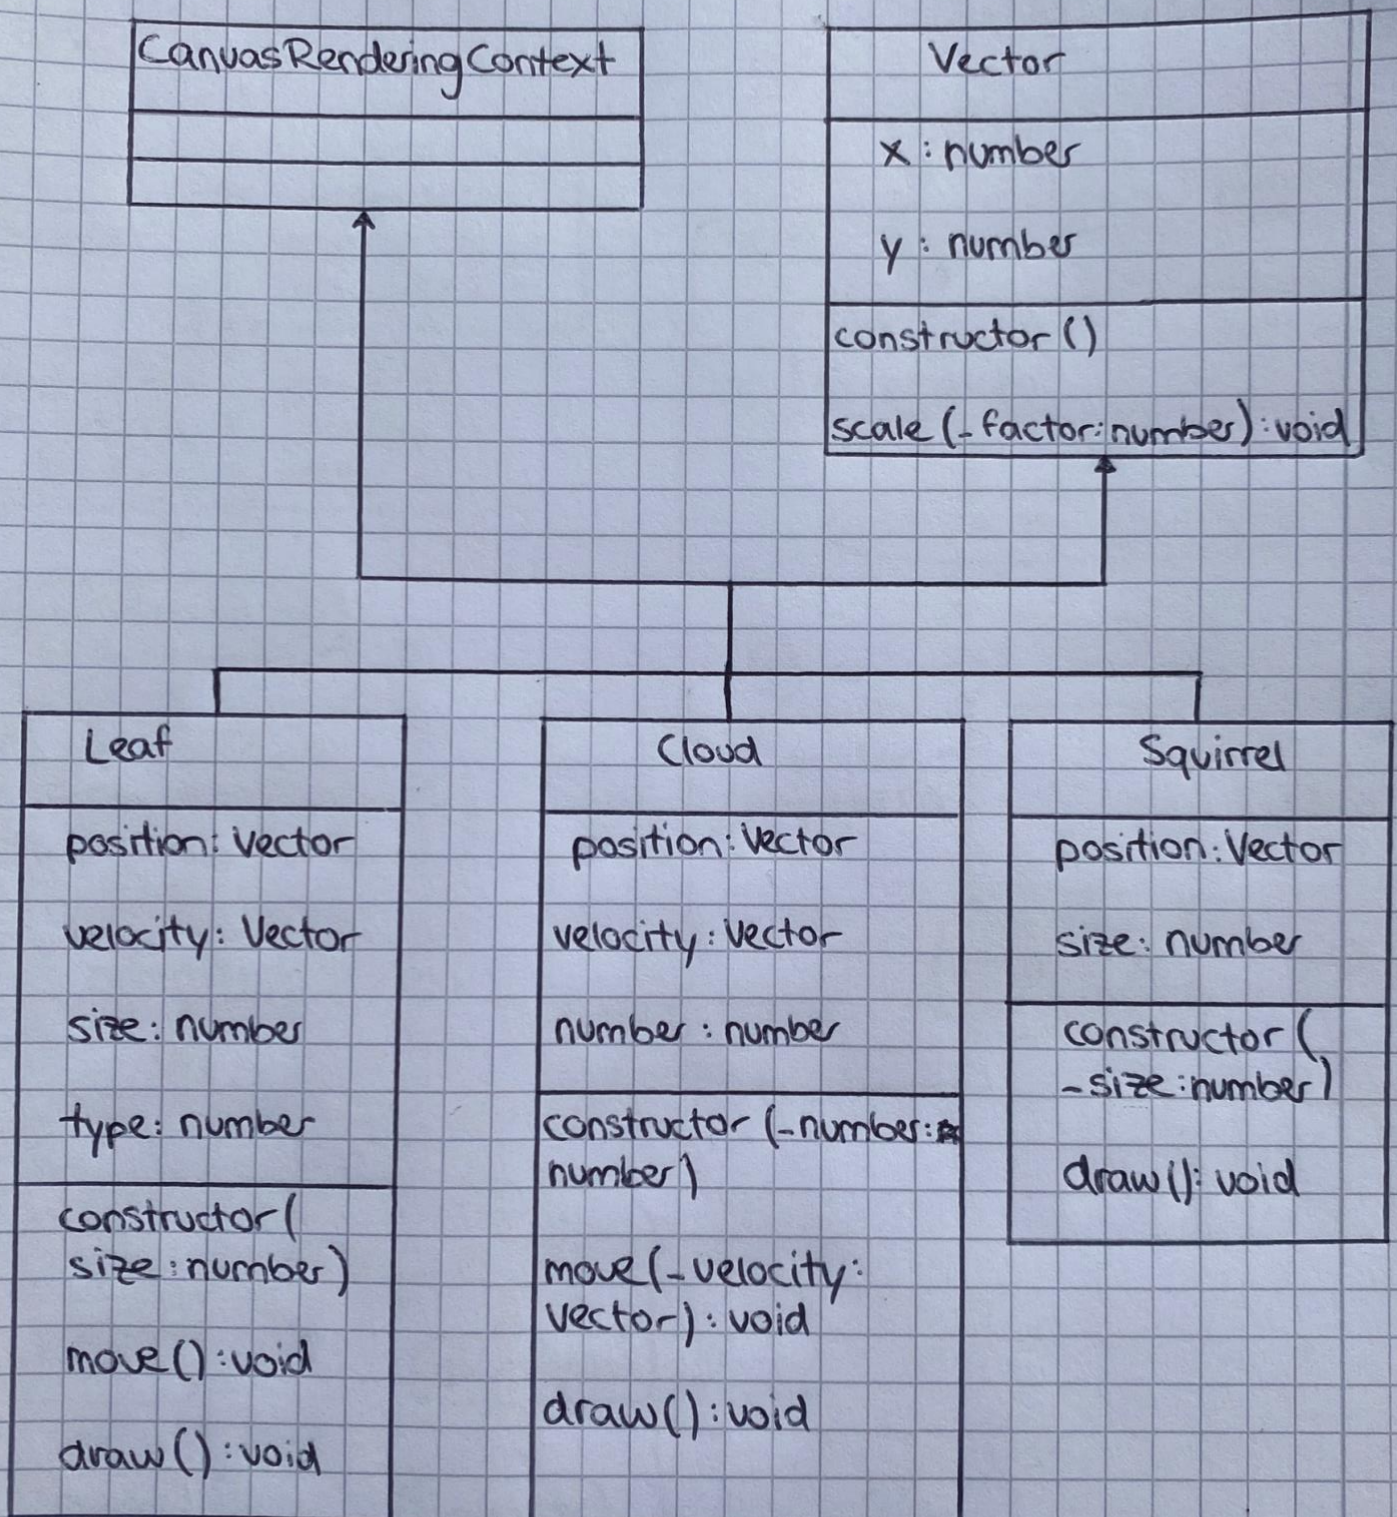 CanvasRenderingContext
Vector
x : number
y : number
constructor ()
scale (_ factor: number) : void
Leaf
position: Vector
velocity: Vector
size: number
type: number
constructor (
size: number)
move () : void
draw () : void
Cloud
position: Vector
velocity: Vector
number : number
constructor (_number:
number)
move (_velocity:
Vector) : void
draw () : void
Squirrel
position: Vector
size: number
constructor (
_size: number)
draw (): void